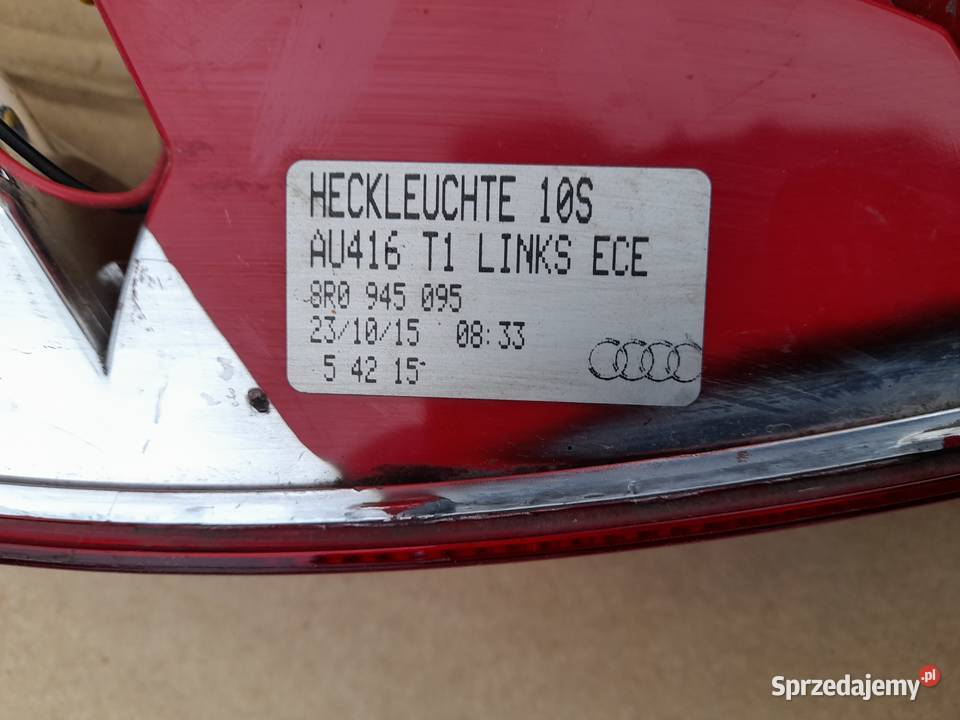 HECKLEUCHTE 10S
AU416 T1 LINKS ECE
8R0 945 095
23/10/15 08:33
5 42 15
Sprzedajemy.pl